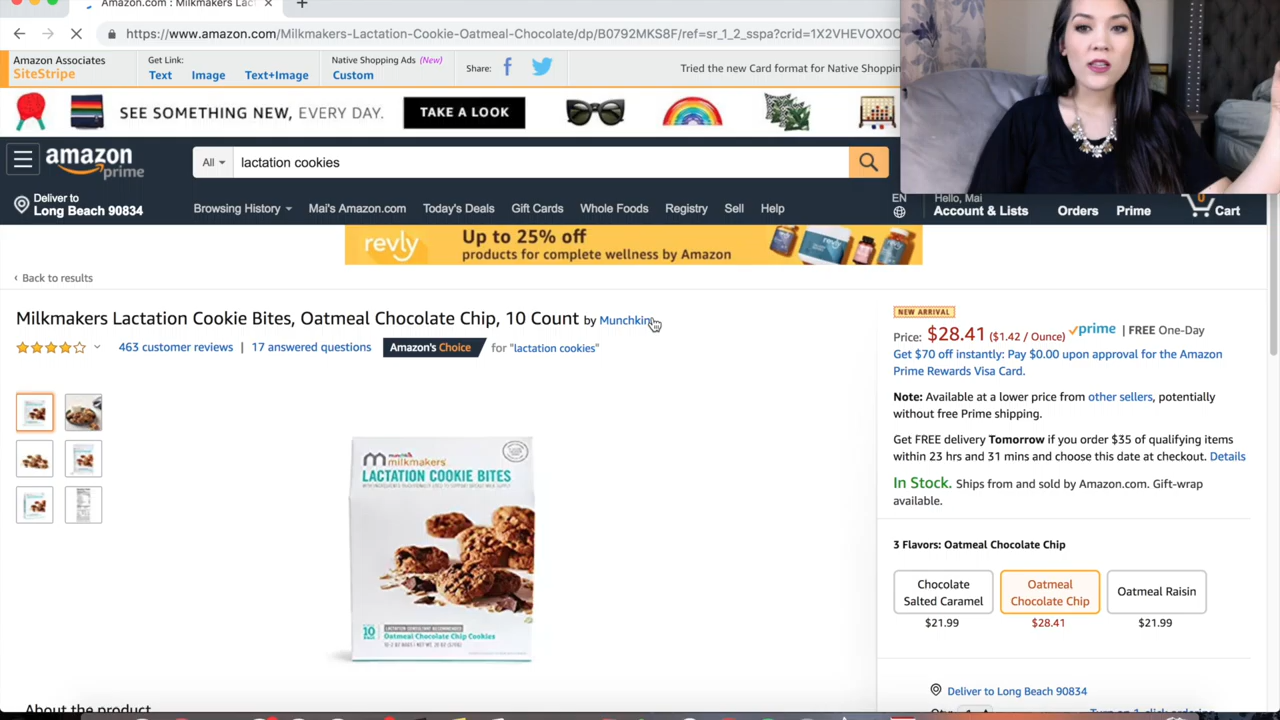 Amazon.com : Milkmakers Lac
https://www.amazon.com/Milkmakers-Lactation-Cookie-Oatmeal-Chocolate/dp/B0792MKS8F/ref=sr_1_2_sspa?crid=1X2VHEVOXOC
Amazon Associates
SiteStripe
Get Link:
Text Image Text+Image
Native Shopping Ads (New)
Custom
Share:
Tried the new Card format for Native Shoppin
SEE SOMETHING NEW, EVERY DAY. TAKE A LOOK
amazon
prime
All
lactation cookies
Deliver to
Long Beach 90834
Browsing History Mai's Amazon.com Today's Deals Gift Cards Whole Foods Registry Sell Help
EN
Hello, Mai
Account & Lists
Orders Prime 0 Cart
revly
Up to 25% off
products for complete wellness by Amazon
‹ Back to results
Milkmakers Lactation Cookie Bites, Oatmeal Chocolate Chip, 10 Count by Munchkin
463 customer reviews | 17 answered questions Amazon's Choice for "lactation cookies"
munchkin
milkmakers
LACTATION COOKIE BITES
10
Oatmeal Chocolate Chip Cookies
NEW ARRIVAL
Price: $28.41 ($1.42 / Ounce) prime | FREE One-Day
Get $70 off instantly: Pay $0.00 upon approval for the Amazon
Prime Rewards Visa Card.
Note: Available at a lower price from other sellers, potentially
without free Prime shipping.
Get FREE delivery Tomorrow if you order $35 of qualifying items
within 23 hrs and 31 mins and choose this date at checkout. Details
In Stock. Ships from and sold by Amazon.com. Gift-wrap
available.
3 Flavors: Oatmeal Chocolate Chip
Chocolate
Salted Caramel
$21.99
Oatmeal
Chocolate Chip
$28.41
Oatmeal Raisin
$21.99
Deliver to Long Beach 90834
About the product
Qty: 1
Turn on 1-click ordering